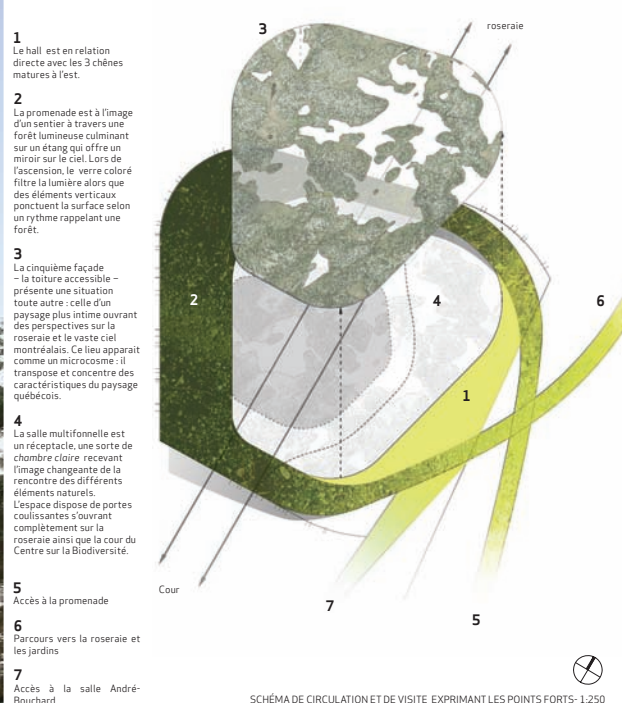 1
Le hall est en relation
directe avec les 3 chênes
matures à l'est.
2
La promenade est à l'image
d'un sentier à travers une
forêt lumineuse culminant
sur un étang qui offre un
miroir sur le ciel. Lors de
l'ascension, le verre coloré
filtre la lumière alors que
des éléments verticaux
ponctuent la surface selon
un rythme rappelant une
forêt.
3
La cinquième façade
– la toiture accessible –
présente une situation
toute autre : celle d'un
paysage plus intime ouvrant
des perspectives sur la
roseraie et le vaste ciel
montréalais. Ce lieu apparait
comme un microcosme : il
transpose et concentre des
caractéristiques du paysage
québécois.
4
La salle multifonnelle est
un réceptacle, une sorte de
chambre claire recevant
l'image changeante de la
rencontre des différents
éléments naturels.
L'espace dispose de portes
coulissantes s'ouvrant
complètement sur la
roseraie ainsi que la cour du
Centre sur la Biodiversité.
5
Accès à la promenade
6
Parcours vers la roseraie et
les jardins
7
Accès à la salle André-
Bouchard
3
roseraie
2
4
6
1
Cour
7
5
SCHÉMA DE CIRCULATION ET DE VISITE EXPRIMANT LES POINTS FORTS- 1:250